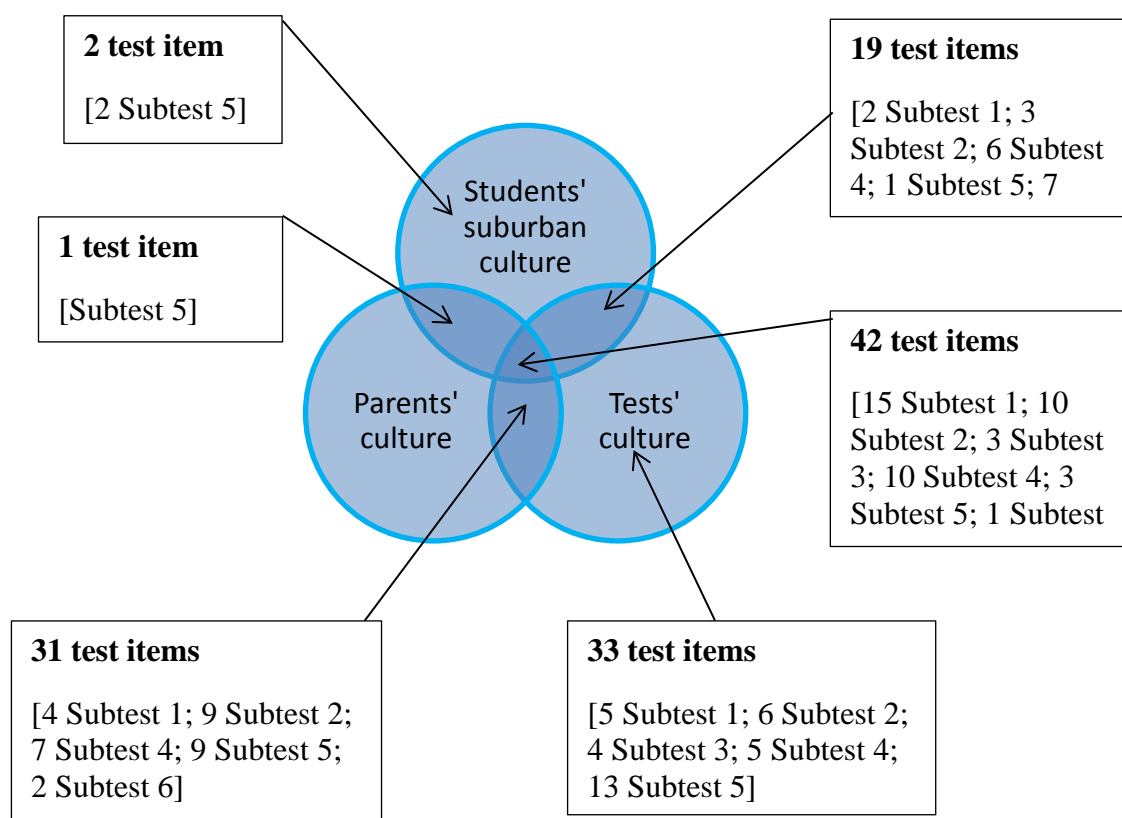 2 test item
[2 Subtest 5]
19 test items
[2 Subtest 1; 3
Subtest 2; 6 Subtest
4; 1 Subtest 5; 7
Students'
suburban
culture
1 test item
[Subtest 5]
42 test items
[15 Subtest 1; 10
Subtest 2; 3 Subtest
3; 10 Subtest 4; 3
Subtest 5; 1 Subtest
Parents'
culture
Tests'
culture
31 test items
[4 Subtest 1; 9 Subtest 2;
7 Subtest 4; 9 Subtest 5;
2 Subtest 6]
33 test items
[5 Subtest 1; 6 Subtest 2;
4 Subtest 3; 5 Subtest 4;
13 Subtest 5]